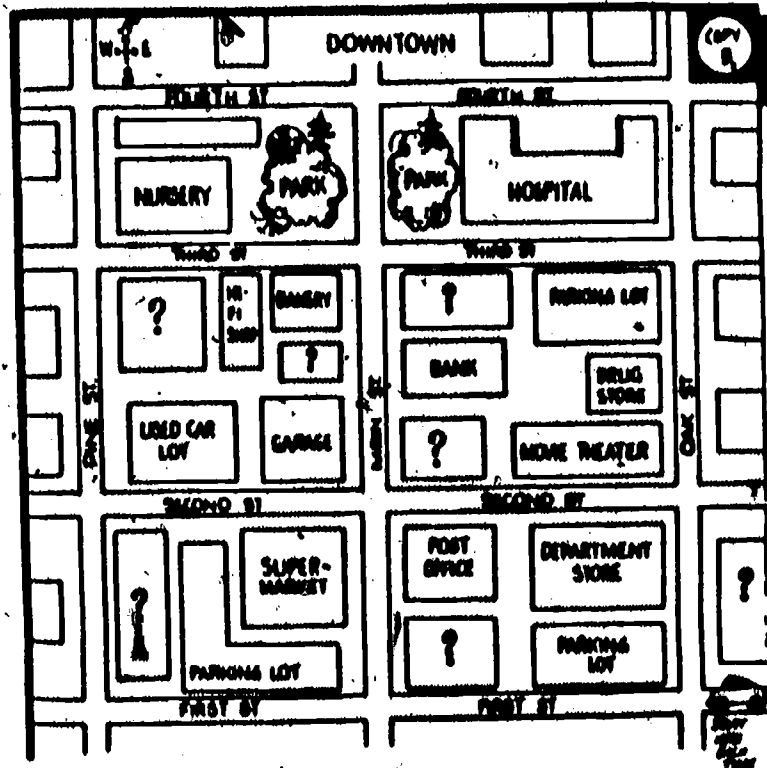 COPY
W
E
DOWNTOWN
FOURTH ST
FOURTH ST
NURSERY
PARK
PARK
HOSPITAL
THIRD ST
THIRD ST
?
HI-
FI
SHOP
BAKERY
?
PARKING LOT
?
BANK
DRUG
STORE
PINE ST.
MAIN ST
OAK ST
USED CAR
LOT
GARAGE
?
MOVIE THEATER
SECOND ST
SECOND ST
?
SUPER-
MARKET
POST
OFFICE
DEPARTMENT
STORE
?
PARKING LOT
?
PARKING
LOT
FIRST ST
FIRST ST